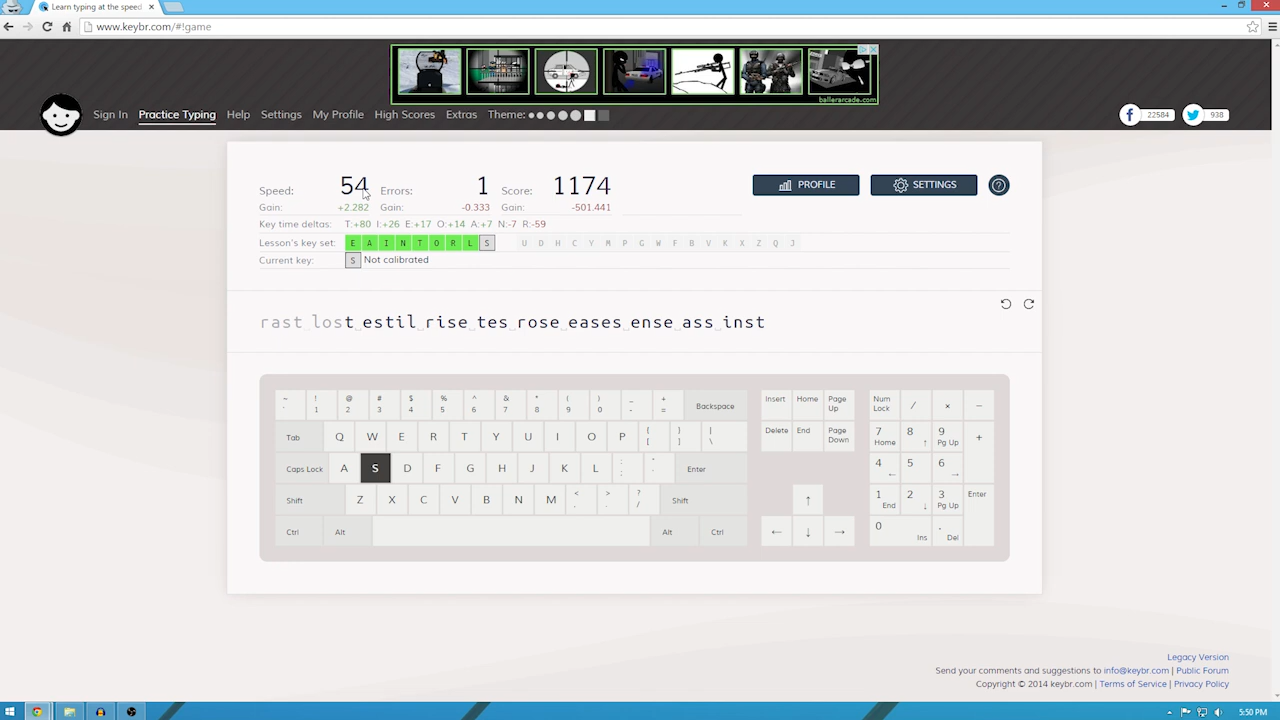 Learn typing at the speed
www.keybr.com/#!game
ballerarcade.com
Sign In Practice Typing Help Settings My Profile High Scores Extras Theme:
22584 938
Speed: 54 Errors: 1 Score: 1174
Gain: +2.282 Gain: -0.333 Gain: -501.441
PROFILE SETTINGS ?
Key time deltas: T:+80 I:+26 E:+17 O:+14 A:+7 N:-7 R:-59
Lesson's key set: E A I N T O R L S U D H C Y M P G W F B V K X Z Q J
Current key: S Not calibrated
rast lost estil rise tes rose eases ense ass inst
~ ! @ # $ % ^ & * ( ) _ +
` 1 2 3 4 5 6 7 8 9 0 - = Backspace
Insert Home Page Up
Num Lock / × −
Tab Q W E R T Y U I O P { [ } ] | \
Delete End Page Down
7 Home 8 ↑ 9 Pg Up +
Caps Lock A S D F G H J K L : ; " ' Enter
4 ← 5 6 →
Shift Z X C V B N M < , > . ? / Shift
↑
1 End 2 ↓ 3 Pg Up Enter
Ctrl Alt Alt Ctrl
← ↓ →
0 Ins . Del
Legacy Version
Send your comments and suggestions to info@keybr.com | Public Forum
Copyright © 2014 keybr.com | Terms of Service | Privacy Policy
5:50 PM